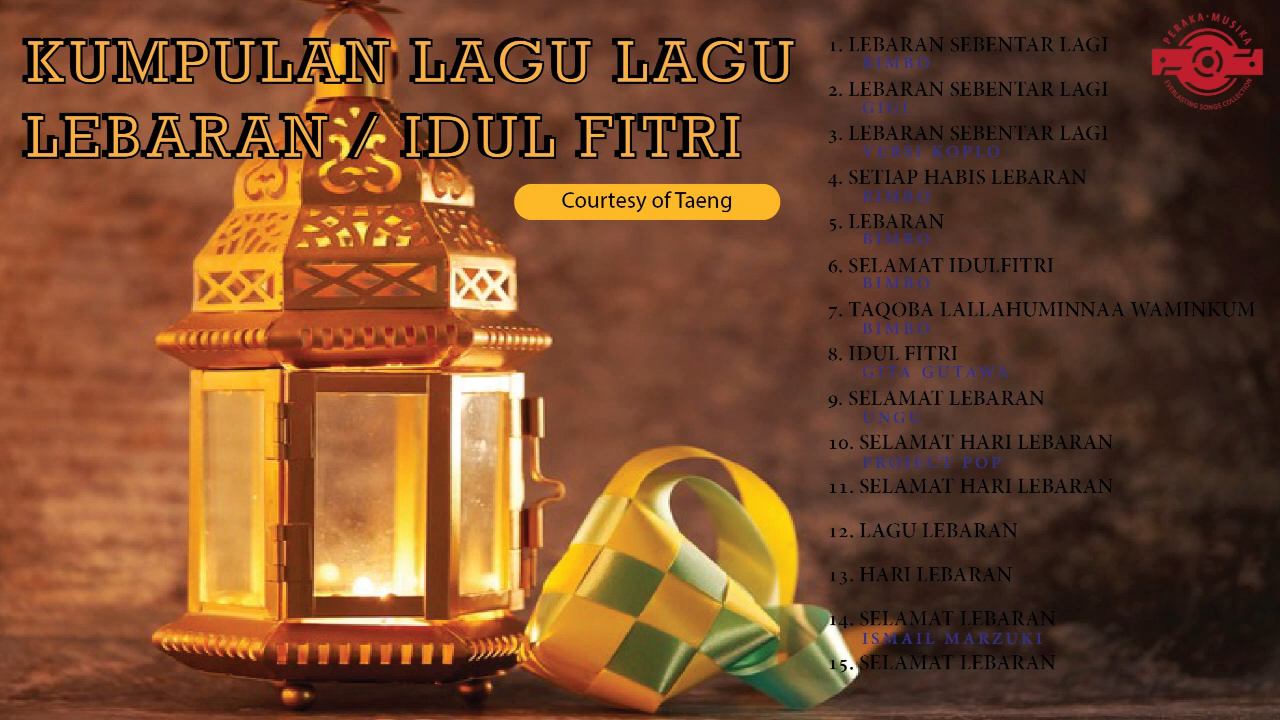 KUMPULAN LAGU LAGU
LEBARAN / IDUL FITRI
Courtesy of Taeng
1. LEBARAN SEBENTAR LAGI
BIMBO
2. LEBARAN SEBENTAR LAGI
GIGI
3. LEBARAN SEBENTAR LAGI
VERSI KOPLO
4. SETIAP HABIS LEBARAN
BIMBO
5. LEBARAN
BIMBO
6. SELAMAT IDULFITRI
BIMBO
7. TAQOBA LALLAHUMINNAA WAMINKUM
BIMBO
8. IDUL FITRI
GITA GUTAWA
9. SELAMAT LEBARAN
UNGU
10. SELAMAT HARI LEBARAN
PROJECT POP
11. SELAMAT HARI LEBARAN
12. LAGU LEBARAN
13. HARI LEBARAN
14. SELAMAT LEBARAN
ISMAIL MARZUKI
15. SELAMAT LEBARAN
PERAKA·MUSIKA
EVERLASTING SONGS COLLECTION